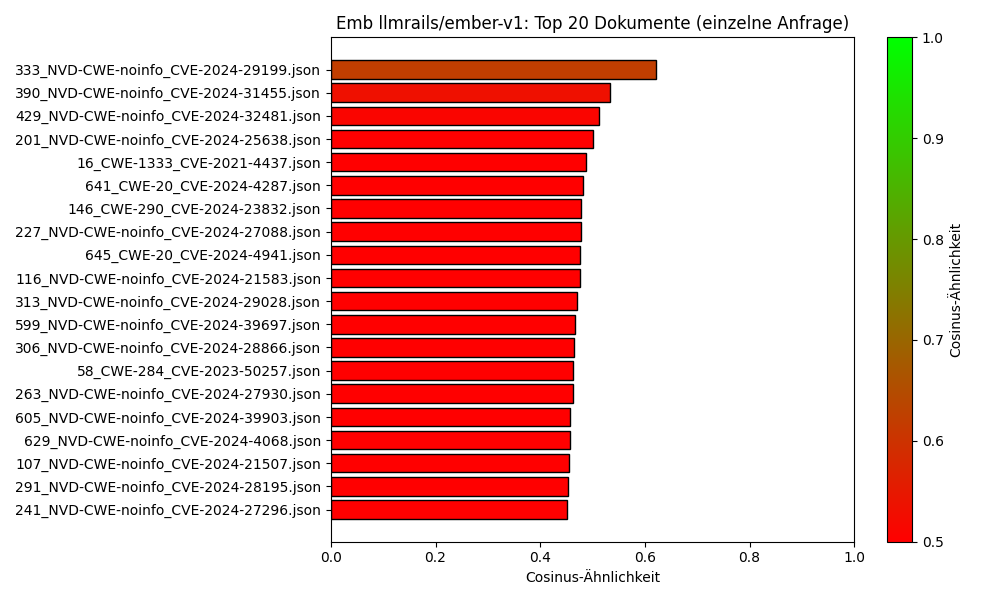 Emb llmrails/ember-v1: Top 20 Dokumente (einzelne Anfrage)
333_NVD-CWE-noinfo_CVE-2024-29199.json
390_NVD-CWE-noinfo_CVE-2024-31455.json
429_NVD-CWE-noinfo_CVE-2024-32481.json
201_NVD-CWE-noinfo_CVE-2024-25638.json
16_CWE-1333_CVE-2021-4437.json
641_CWE-20_CVE-2024-4287.json
146_CWE-290_CVE-2024-23832.json
227_NVD-CWE-noinfo_CVE-2024-27088.json
645_CWE-20_CVE-2024-4941.json
116_NVD-CWE-noinfo_CVE-2024-21583.json
313_NVD-CWE-noinfo_CVE-2024-29028.json
599_NVD-CWE-noinfo_CVE-2024-39697.json
306_NVD-CWE-noinfo_CVE-2024-28866.json
58_CWE-284_CVE-2023-50257.json
263_NVD-CWE-noinfo_CVE-2024-27930.json
605_NVD-CWE-noinfo_CVE-2024-39903.json
629_NVD-CWE-noinfo_CVE-2024-4068.json
107_NVD-CWE-noinfo_CVE-2024-21507.json
291_NVD-CWE-noinfo_CVE-2024-28195.json
241_NVD-CWE-noinfo_CVE-2024-27296.json
0.0 0.2 0.4 0.6 0.8 1.0
Cosinus-Ähnlichkeit
1.0
0.9
0.8
0.7
0.6
0.5
Cosinus-Ähnlichkeit